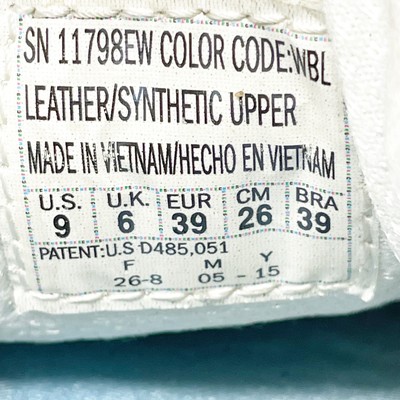 SN 11798EW COLOR CODE:WBL
LEATHER/SYNTHETIC UPPER
MADE IN VIETNAM/HECHO EN VIETNAM
U.S. U.K. EUR CM BRA
9 6 39 26 39
PATENT:U.S D485,051
F M Y
26-8 05 - 15